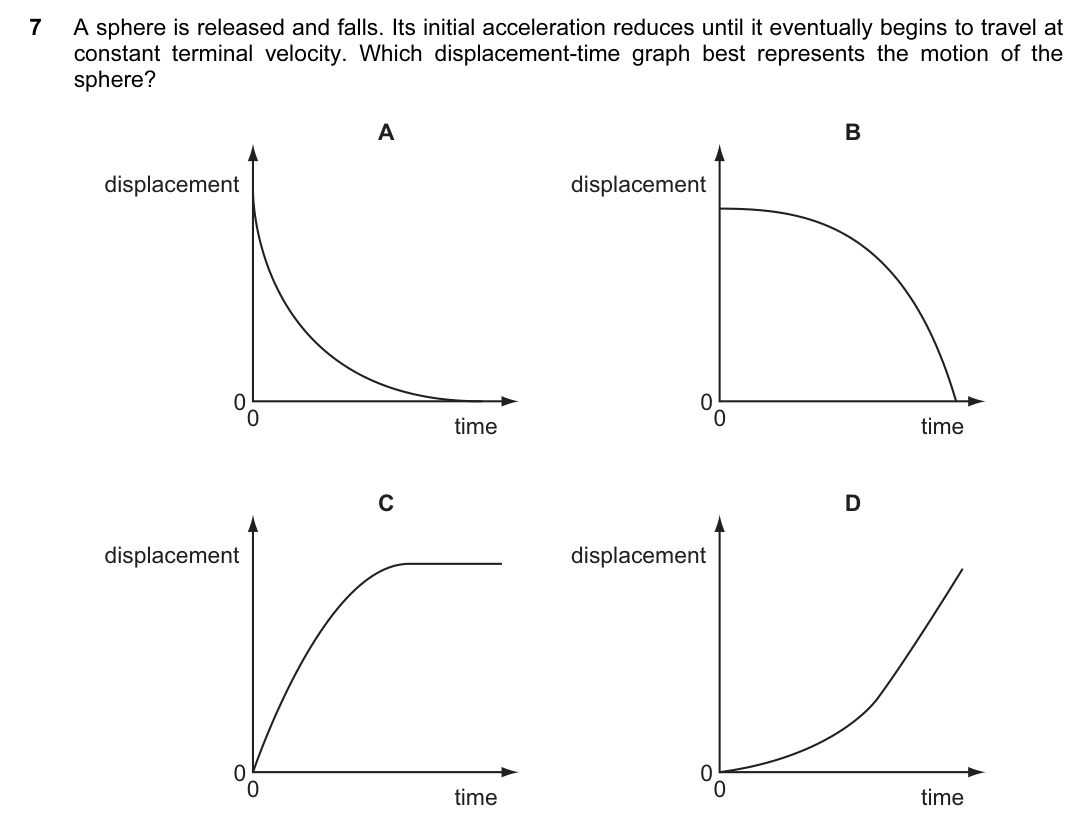 7 A sphere is released and falls. Its initial acceleration reduces until it eventually begins to travel at
constant terminal velocity. Which displacement-time graph best represents the motion of the
sphere?
A
displacement
0
0
time
B
displacement
0
0
time
C
displacement
0
0
time
D
displacement
0
0
time